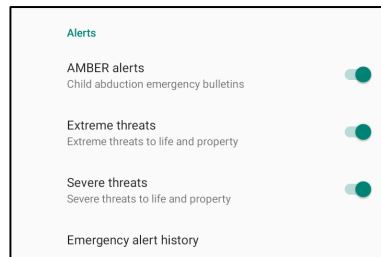 Alerts
AMBER alerts
Child abduction emergency bulletins
Extreme threats
Extreme threats to life and property
Severe threats
Severe threats to life and property
Emergency alert history